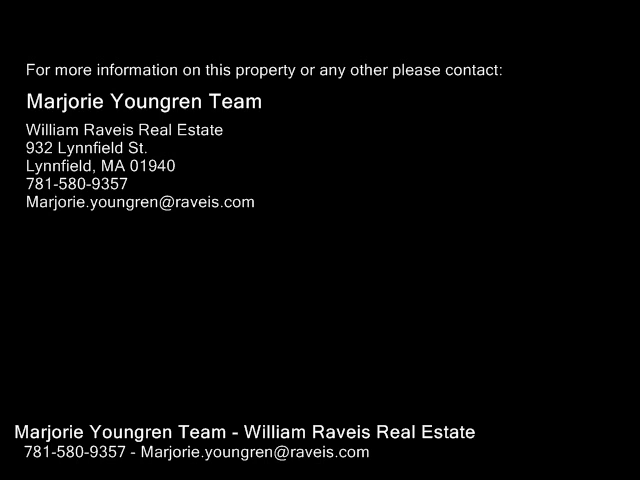 For more information on this property or any other please contact:
Marjorie Youngren Team
William Raveis Real Estate
932 Lynnfield St.
Lynnfield, MA 01940
781-580-9357
Marjorie.youngren@raveis.com
Marjorie Youngren Team - William Raveis Real Estate
781-580-9357 - Marjorie.youngren@raveis.com